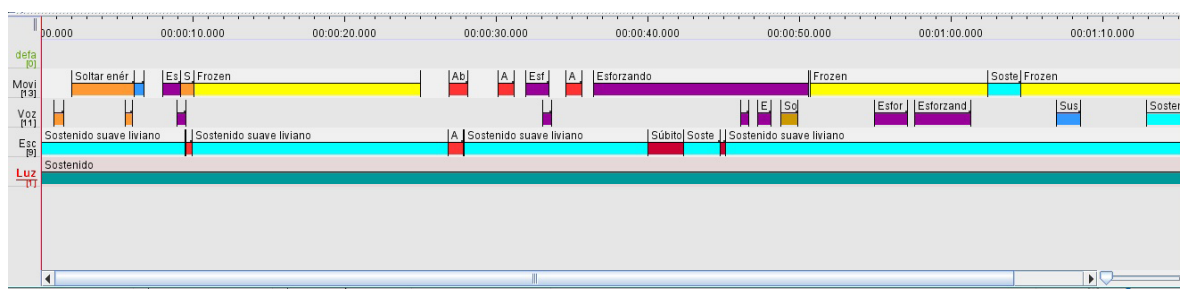 00.000 00:00:10.000 00:00:20.000 00:00:30.000 00:00:40.000 00:00:50.000 00:01:00.000 00:01:10.000
defa
[0]
Movi Soltar enér Es S Frozen Ab A Esf A Esforzando Frozen Soste Frozen
[13]
Voz E So Esfor Esforzand Sus Soster
[11]
Sostenido suave liviano Sostenido suave liviano A Sostenido suave liviano Súbito Soste Sostenido suave liviano
Esc
[9]
Sostenido
Luz
[1]